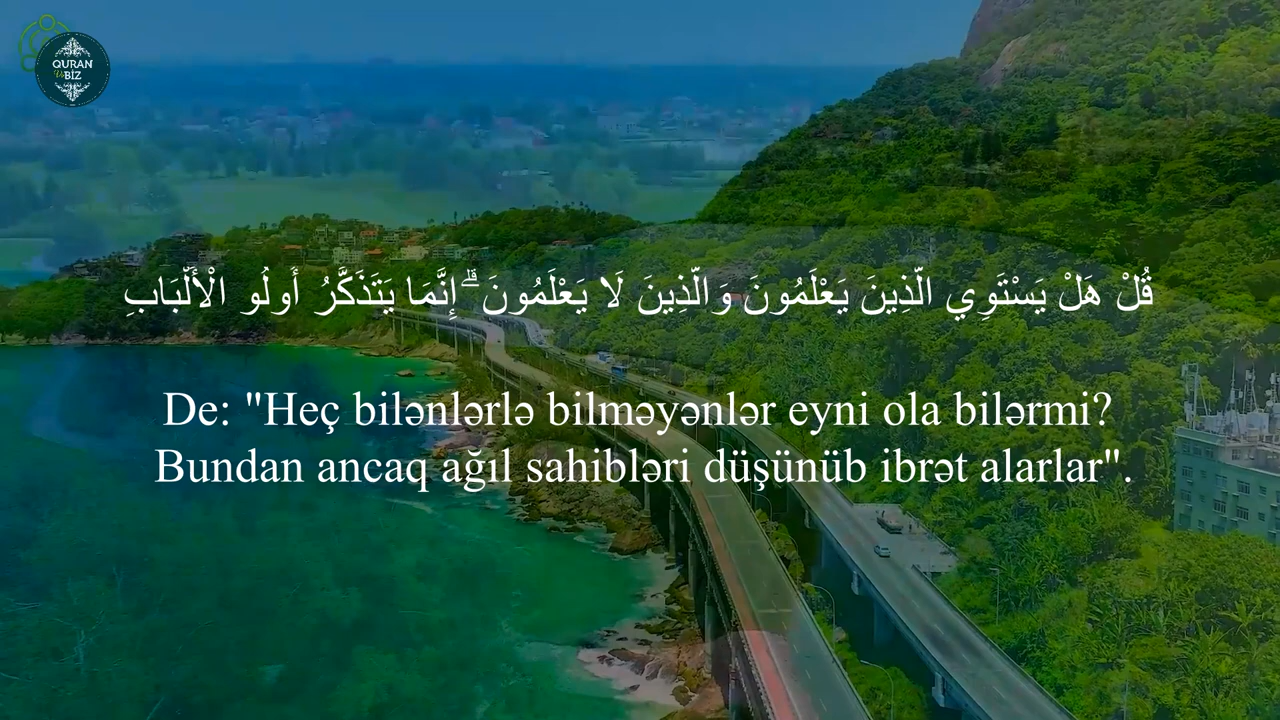 QURAN
Və
BİZ
قُلْ هَلْ يَسْتَوِي الَّذِينَ يَعْلَمُونَ وَالَّذِينَ لَا يَعْلَمُونَ ۗ إِنَّمَا يَتَذَكَّرُ أُولُو الْأَلْبَابِ
De: "Heç bilənlərlə bilməyənlər eyni ola bilərmi?
Bundan ancaq ağıl sahibləri düşünüb ibrət alarlar".